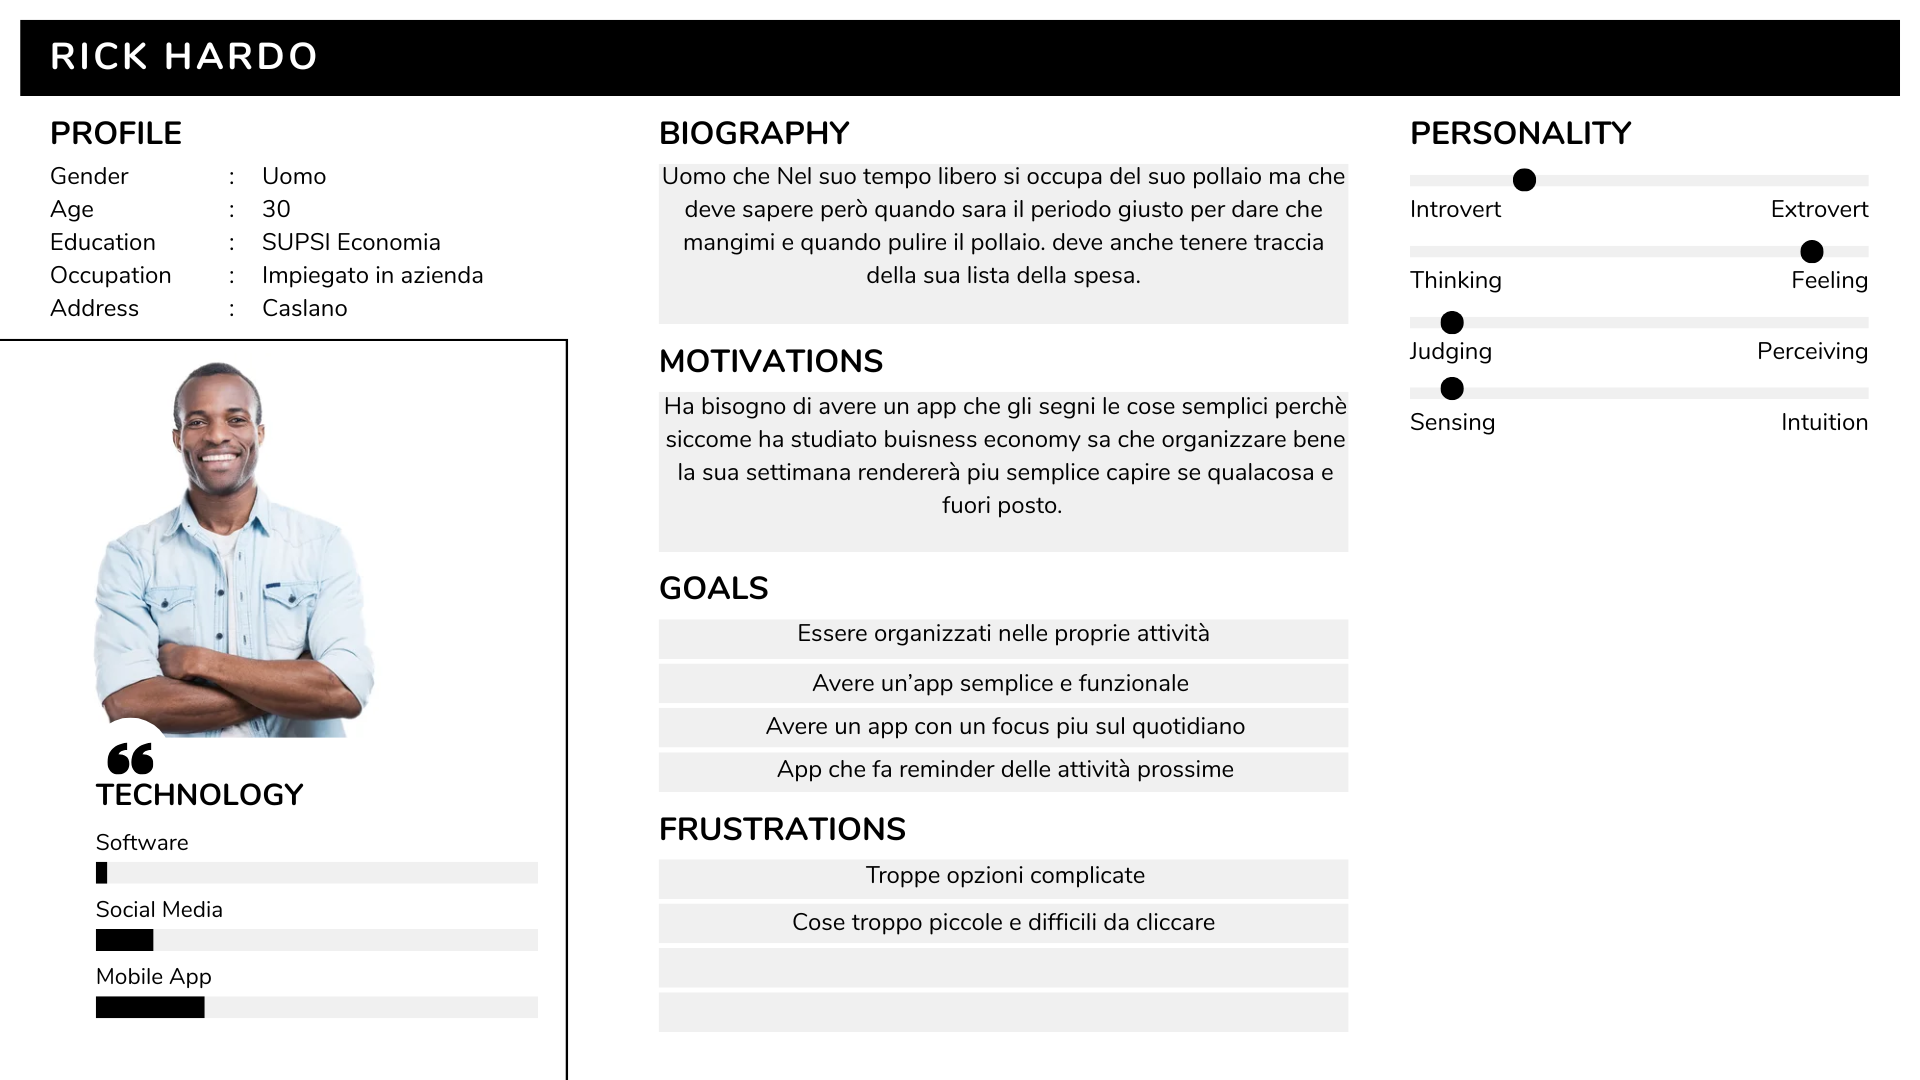 RICK HARDO
PROFILE
Gender : Uomo
Age : 30
Education : SUPSI Economia
Occupation : Impiegato in azienda
Address : Caslano
❝
TECHNOLOGY
Software
Social Media
Mobile App
BIOGRAPHY
Uomo che Nel suo tempo libero si occupa del suo pollaio ma che
deve sapere però quando sara il periodo giusto per dare che
mangimi e quando pulire il pollaio. deve anche tenere traccia
della sua lista della spesa.
MOTIVATIONS
Ha bisogno di avere un app che gli segni le cose semplici perchè
siccome ha studiato buisness economy sa che organizzare bene
la sua settimana rendererà piu semplice capire se qualacosa e
fuori posto.
GOALS
Essere organizzati nelle proprie attività
Avere un’app semplice e funzionale
Avere un app con un focus piu sul quotidiano
App che fa reminder delle attività prossime
FRUSTRATIONS
Troppe opzioni complicate
Cose troppo piccole e difficili da cliccare
PERSONALITY
Introvert Extrovert
Thinking Feeling
Judging Perceiving
Sensing Intuition